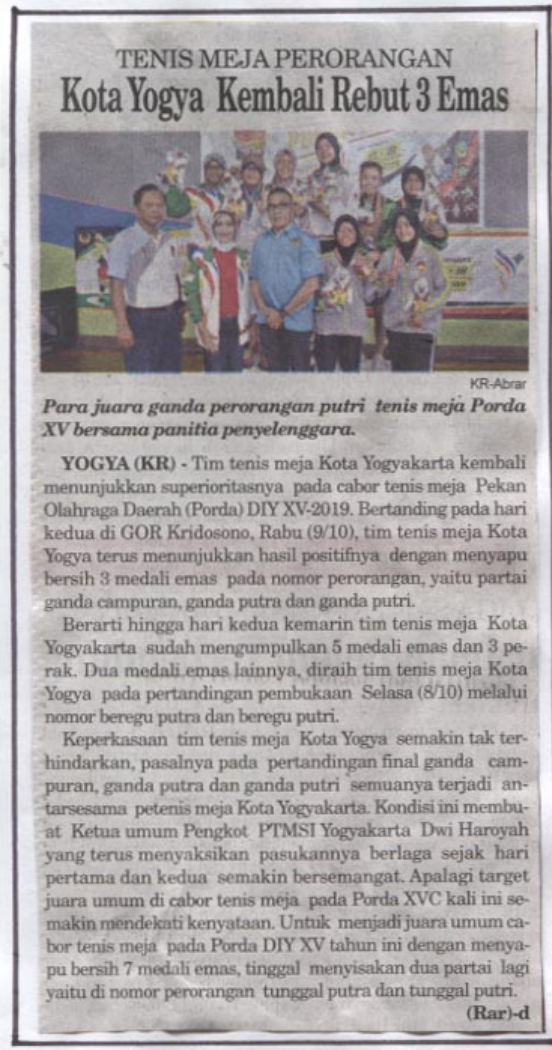 TENIS MEJA PERORANGAN
Kota Yogya Kembali Rebut 3 Emas
KR-Abrar
Para juara ganda perorangan putri tenis meja Porda
XV bersama panitia penyelenggara.
YOGYA (KR) - Tim tenis meja Kota Yogyakarta kembali
menunjukkan superioritasnya pada cabor tenis meja Pekan
Olahraga Daerah (Porda) DIY XV-2019. Bertanding pada hari
kedua di GOR Kridosono, Rabu (9/10), tim tenis meja Kota
Yogya terus menunjukkan hasil positifnya dengan menyapu
bersih 3 medali emas pada nomor perorangan, yaitu partai
ganda campuran, ganda putra dan ganda putri.
Berarti hingga hari kedua kemarin tim tenis meja Kota
Yogyakarta sudah mengumpulkan 5 medali emas dan 3 pe-
rak. Dua medali emas lainnya, diraih tim tenis meja Kota
Yogya pada pertandingan pembukaan Selasa (8/10) melalui
nomor beregu putra dan beregu putri.
Keperkasaan tim tenis meja Kota Yogya semakin tak ter-
hindarkan, pasalnya pada pertandingan final ganda cam-
puran, ganda putra dan ganda putri semuanya terjadi an-
tarsesama petenis meja Kota Yogyakarta. Kondisi ini membu-
at Ketua umum Pengkot PTMSI Yogyakarta Dwi Haroyah
yang terus menyaksikan pasukannya berlaga sejak hari
pertama dan kedua semakin bersemangat. Apalagi target
juara umum di cabor tenis meja pada Porda XVC kali ini se-
makin mendekati kenyataan. Untuk menjadi juara umum ca-
bor tenis meja pada Porda DIY XV tahun ini dengan menya-
pu bersih 7 medali emas, tinggal menyisakan dua partai lagi
yaitu di nomor perorangan tunggal putra dan tunggal putri.
(Rar)-d